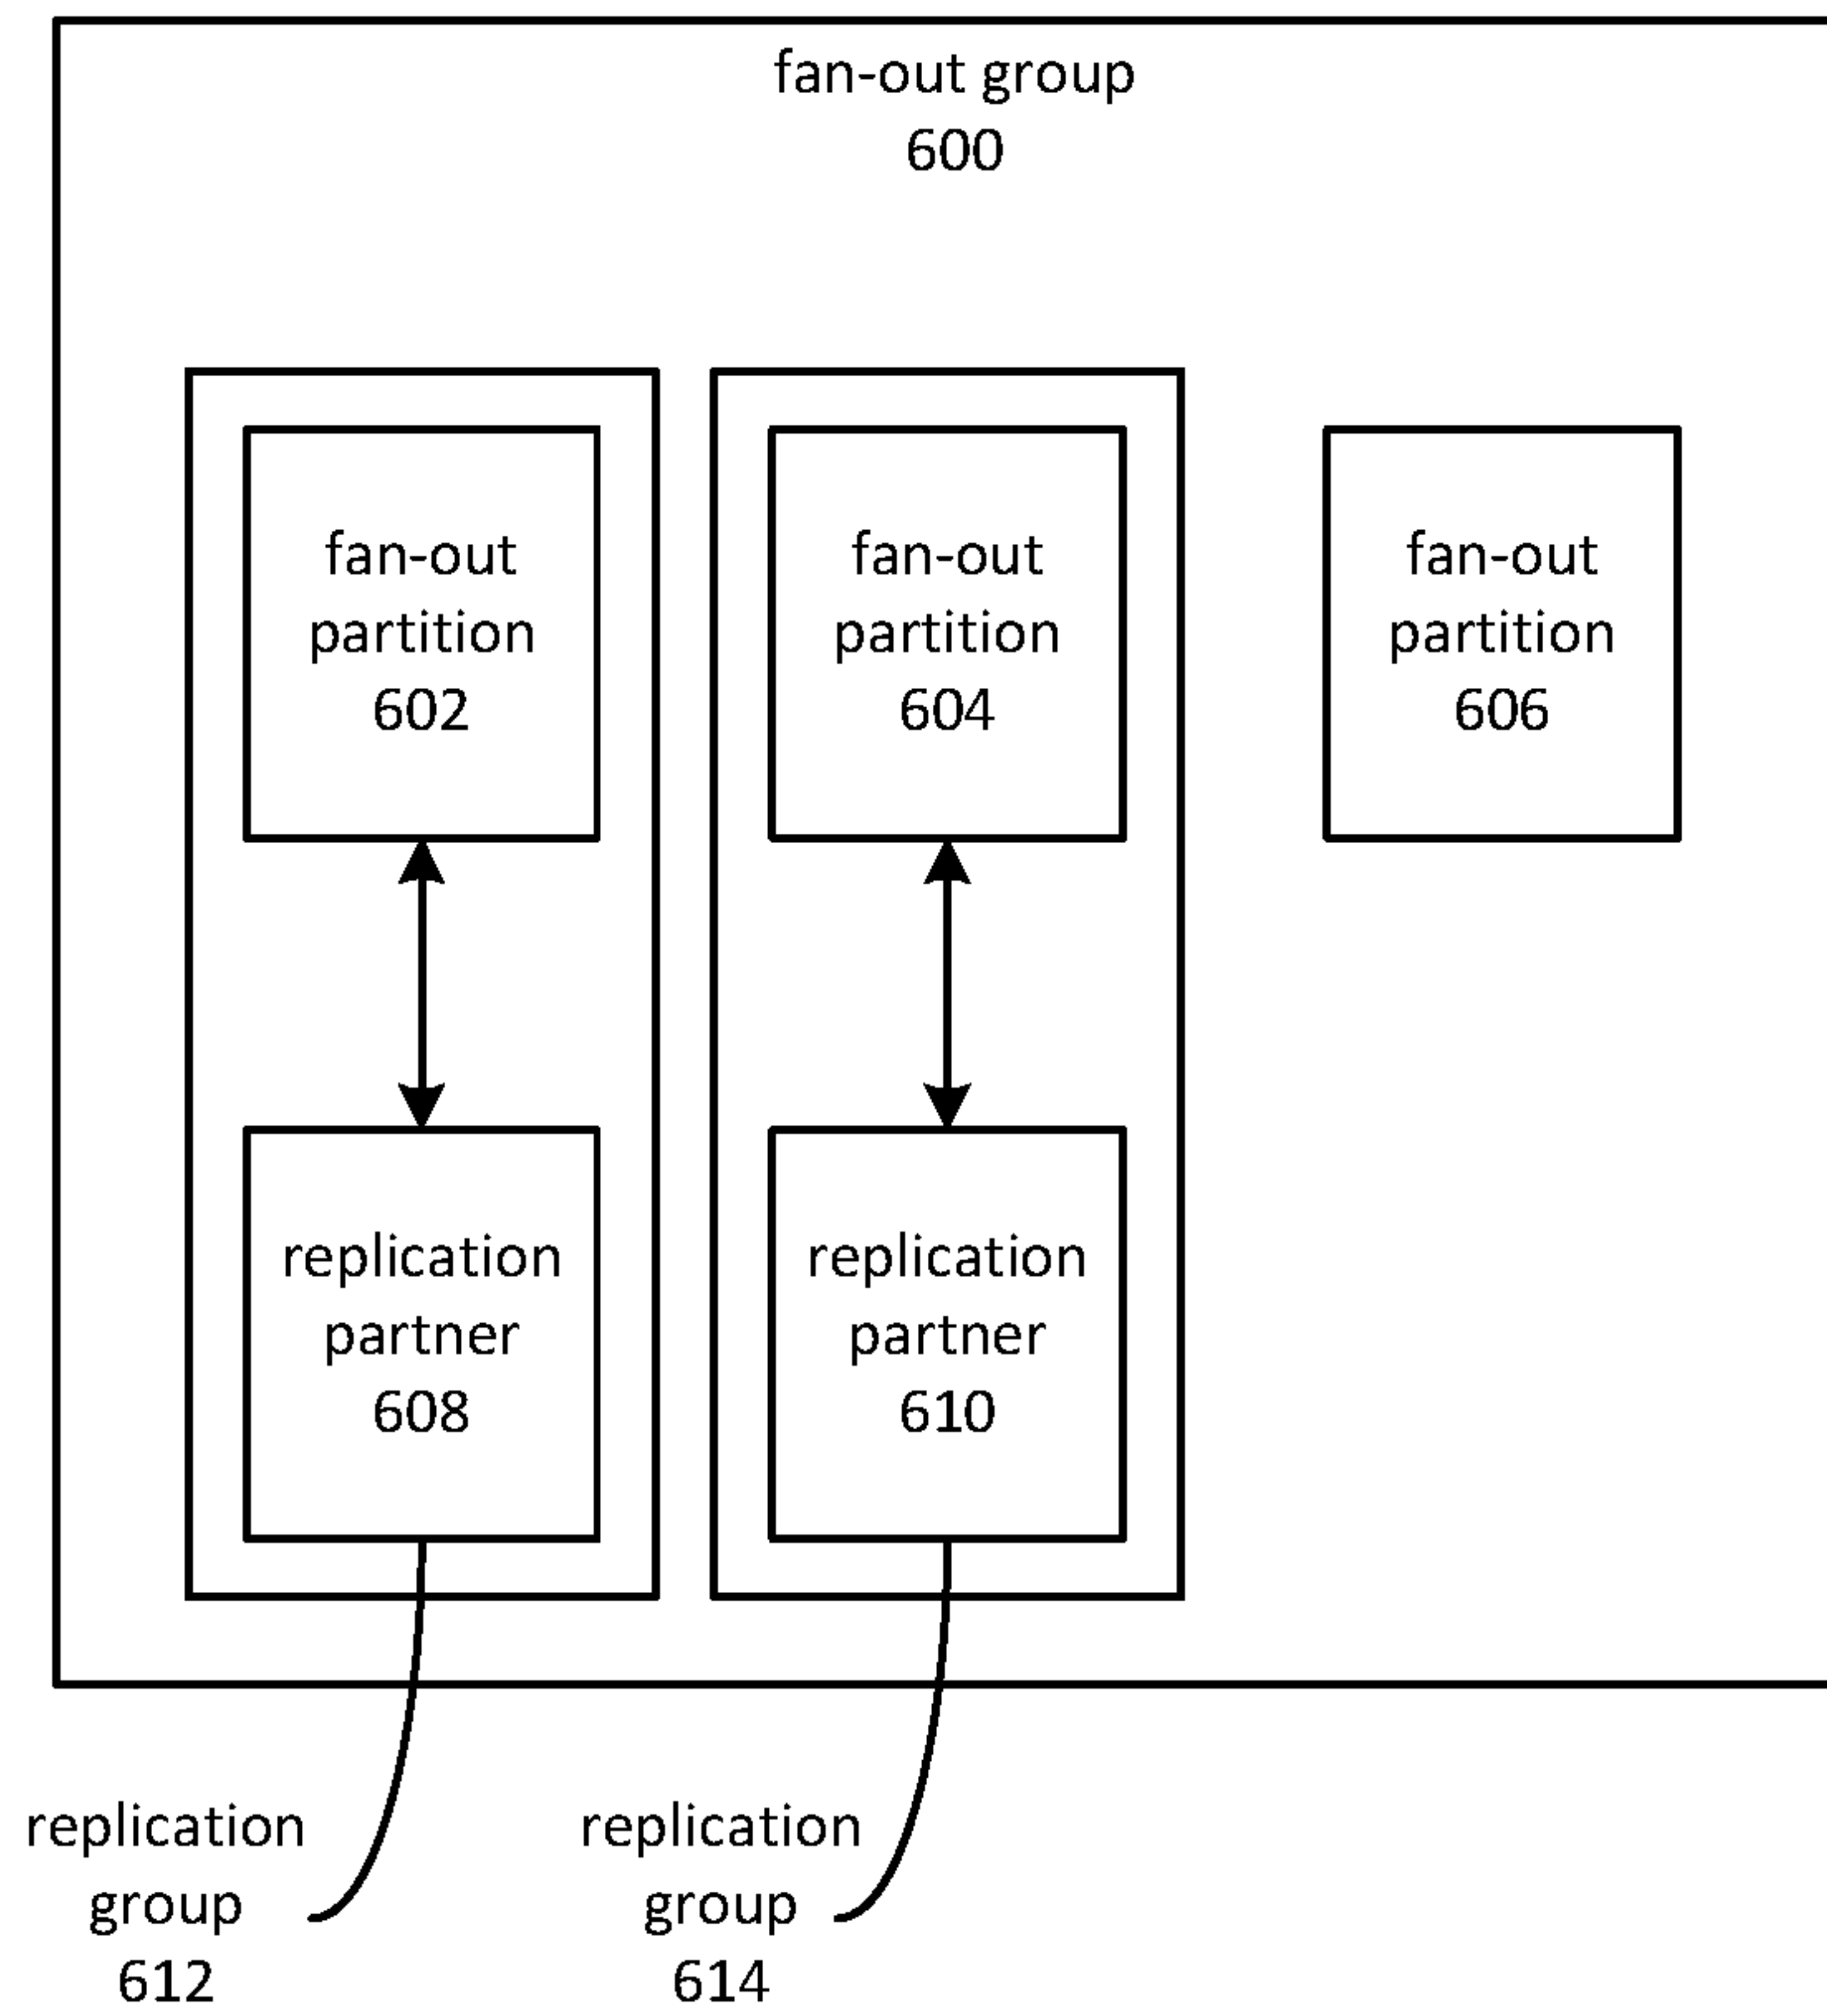 fan-out group
600
fan-out
partition
602
fan-out
partition
604
fan-out
partition
606
replication
partner
608
replication
partner
610
replication
group
612
replication
group
614